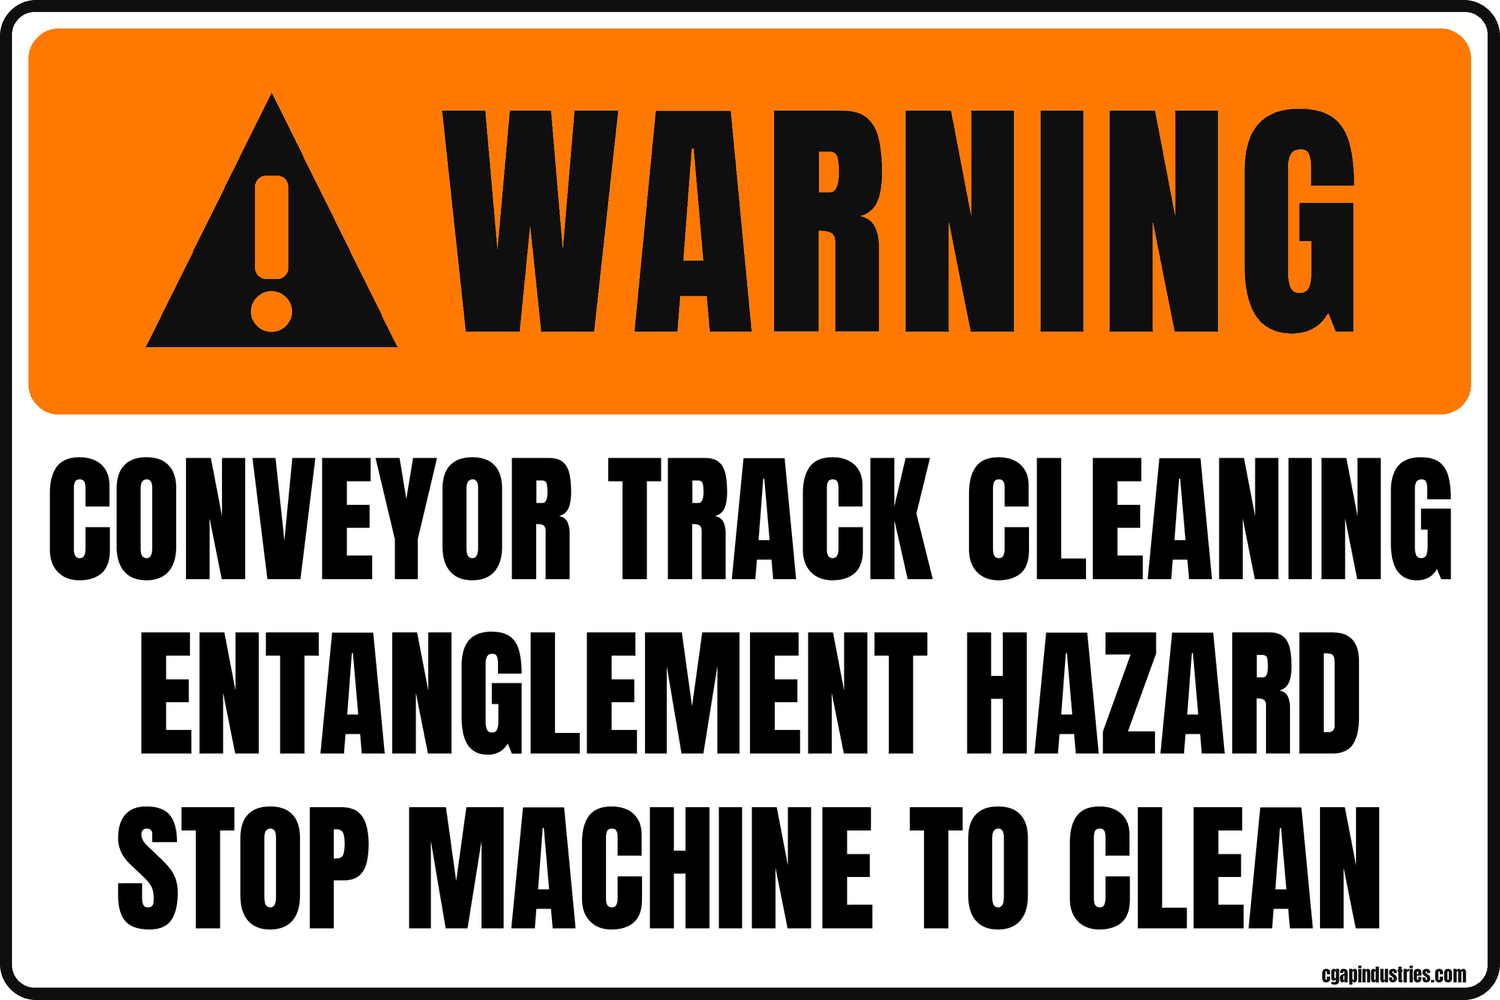 WARNING
CONVEYOR TRACK CLEANING
ENTANGLEMENT HAZARD
STOP MACHINE TO CLEAN
cgapindustries.com